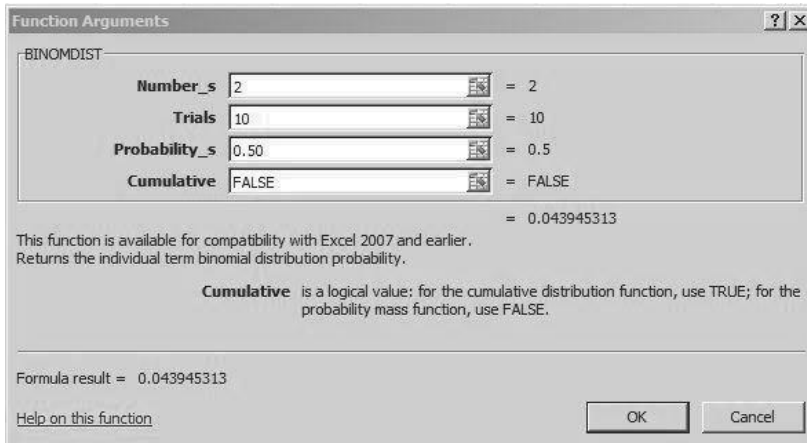 Function Arguments ? X
BINOMDIST
Number_s 2 = 2
Trials 10 = 10
Probability_s 0.50 = 0.5
Cumulative FALSE = FALSE
= 0.043945313
This function is available for compatibility with Excel 2007 and earlier.
Returns the individual term binomial distribution probability.
Cumulative is a logical value: for the cumulative distribution function, use TRUE; for the
probability mass function, use FALSE.
Formula result = 0.043945313
Help on this function OK Cancel